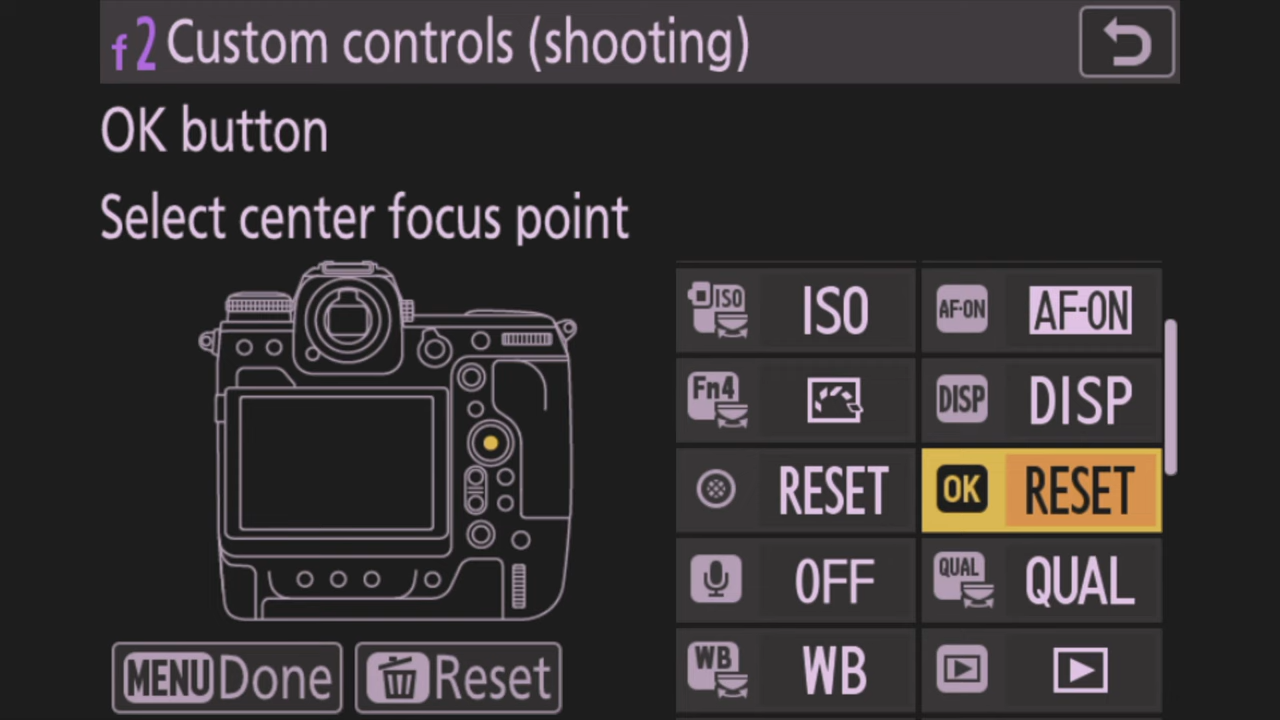 f2 Custom controls (shooting)
OK button
Select center focus point
ISO ISO AF-ON AF-ON
Fn4 DISP DISP
RESET OK RESET
OFF QUAL QUAL
WB WB
MENU Done Reset